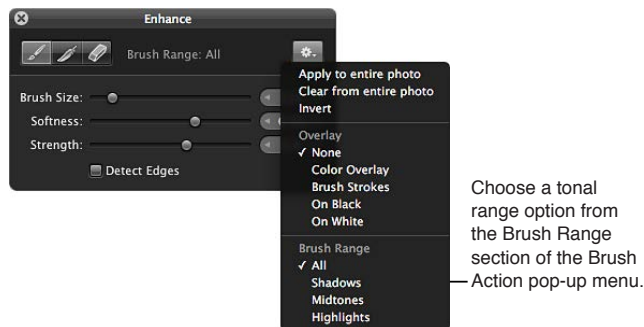 Enhance
Brush Range: All
Apply to entire photo
Clear from entire photo
Invert
Brush Size:
Softness:
Strength:
Detect Edges
Overlay
✓ None
Color Overlay
Brush Strokes
On Black
On White
Brush Range
✓ All
Shadows
Midtones
Highlights
Choose a tonal
range option from
the Brush Range
section of the Brush
Action pop-up menu.